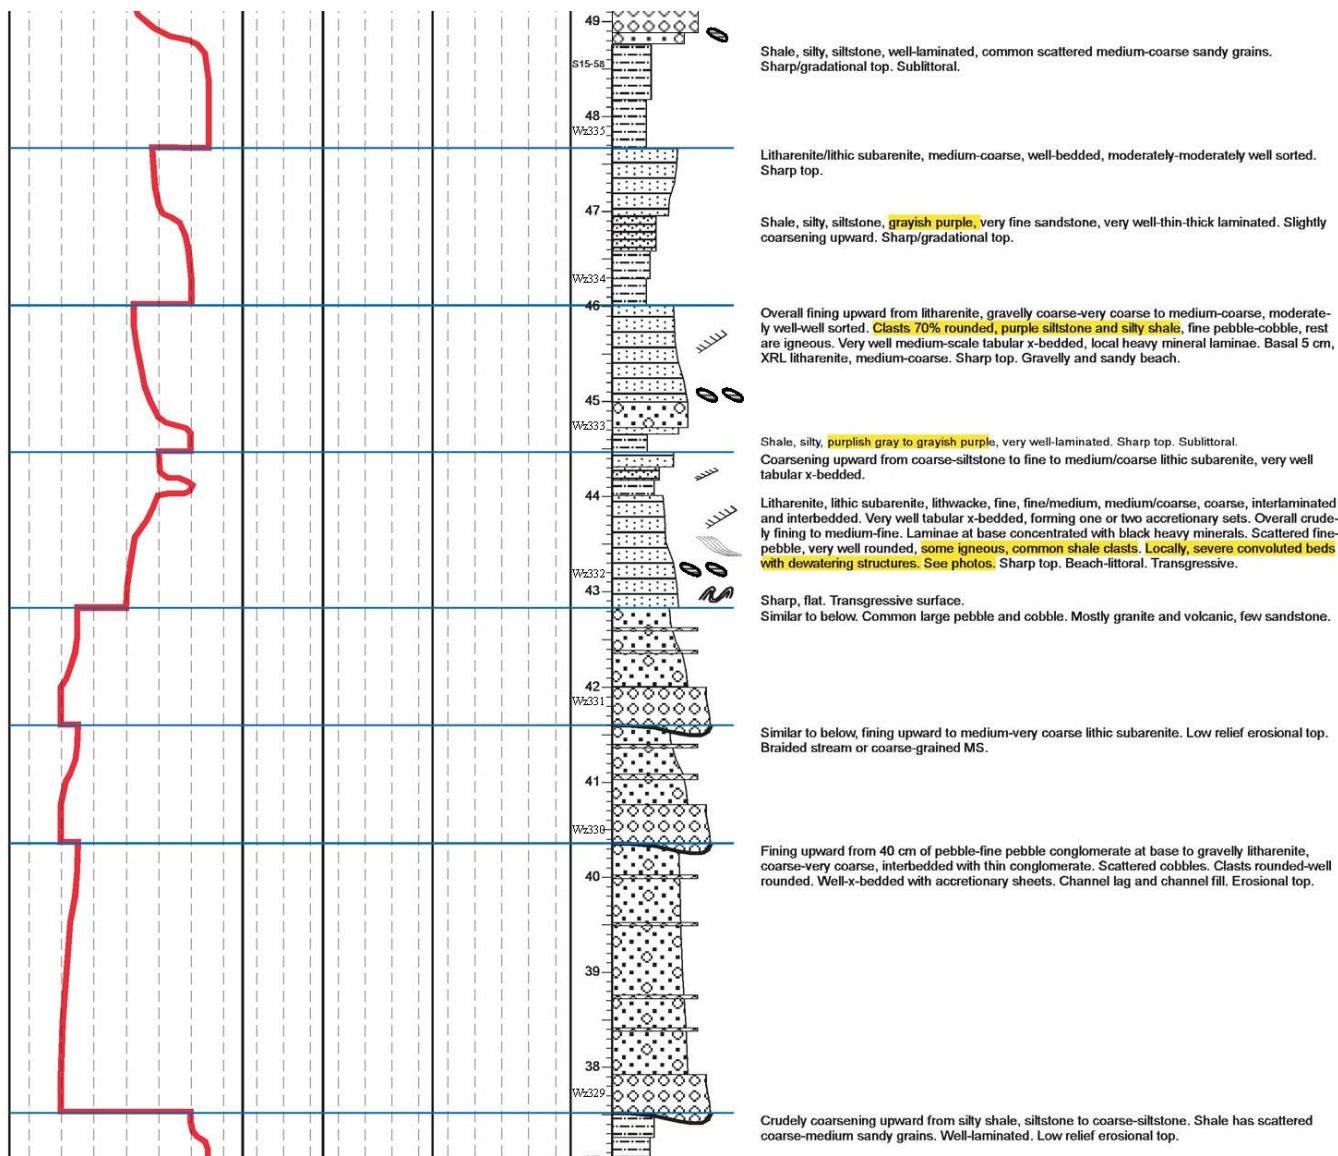 49
Shale, silty, siltstone, well-laminated, common scattered medium-coarse sandy grains.
Sharp/gradational top. Sublittoral.
S15-58
48
Wz335
Litharenite/lithic subarenite, medium-coarse, well-bedded, moderately-moderately well sorted.
Sharp top.
47
Shale, silty, siltstone, grayish purple, very fine sandstone, very well-thin-thick laminated. Slightly
coarsening upward. Sharp/gradational top.
Wz334
46
Overall fining upward from litharenite, gravelly coarse-very coarse to medium-coarse, moderate-
ly well-well sorted. Clasts 70% rounded, purple siltstone and silty shale, fine pebble-cobble, rest
are igneous. Very well medium-scale tabular x-bedded, local heavy mineral laminae. Basal 5 cm,
XRL litharenite, medium-coarse. Sharp top. Gravelly and sandy beach.
45
Wz333
Shale, silty, purplish gray to grayish purple, very well-laminated. Sharp top. Sublittoral.
Coarsening upward from coarse-siltstone to fine to medium/coarse lithic subarenite, very well
tabular x-bedded.
44
Litharenite, lithic subarenite, lithwacke, fine, fine/medium, medium/coarse, coarse, interlaminated
and interbedded. Very well tabular x-bedded, forming one or two accretionary sets. Overall crude-
ly fining to medium-fine. Laminae at base concentrated with black heavy minerals. Scattered fine-
pebble, very well rounded, some igneous, common shale clasts. Locally, severe convoluted beds
with dewatering structures. See photos. Sharp top. Beach-littoral. Transgressive.
Wz332
43
Sharp, flat. Transgressive surface.
Similar to below. Common large pebble and cobble. Mostly granite and volcanic, few sandstone.
42
Wz331
Similar to below, fining upward to medium-very coarse lithic subarenite. Low relief erosional top.
Braided stream or coarse-grained MS.
41
Wz330
Fining upward from 40 cm of pebble-fine pebble conglomerate at base to gravelly litharenite,
coarse-very coarse, interbedded with thin conglomerate. Scattered cobbles. Clasts rounded-well
rounded. Well-x-bedded with accretionary sheets. Channel lag and channel fill. Erosional top.
40
39
38
Wz329
Crudely coarsening upward from silty shale, siltstone to coarse-siltstone. Shale has scattered
coarse-medium sandy grains. Well-laminated. Low relief erosional top.